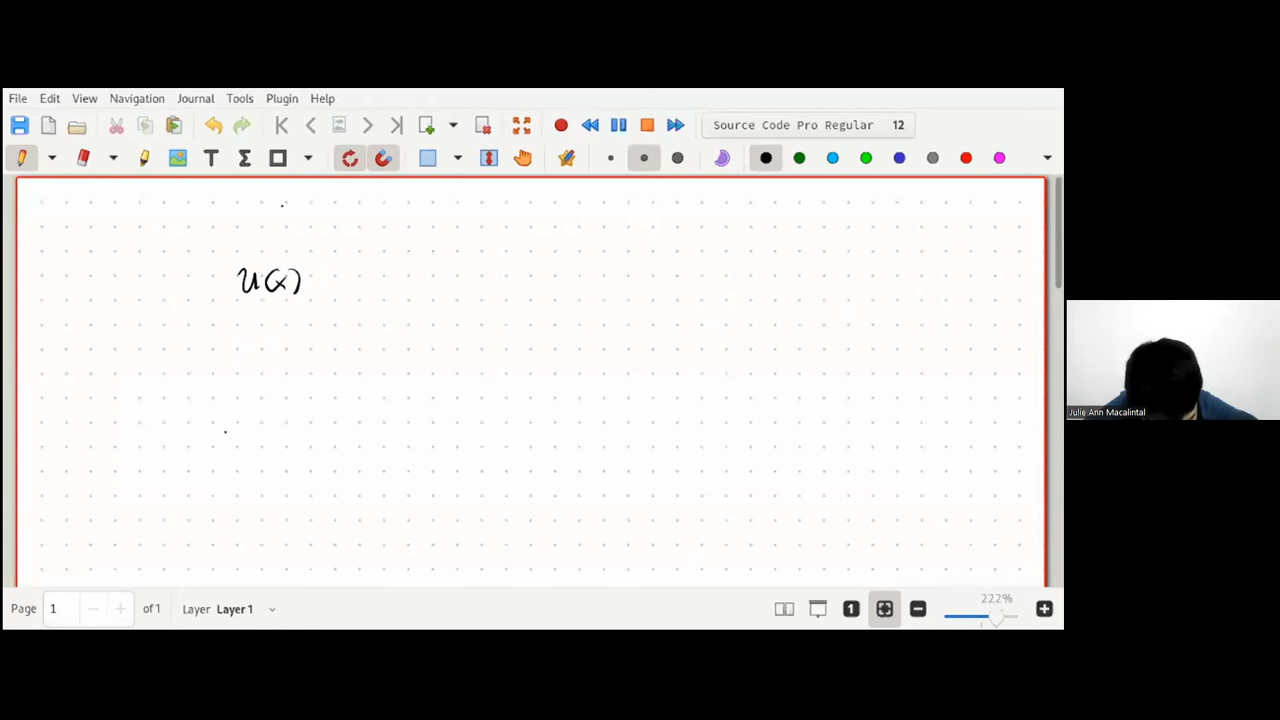 File Edit View Navigation Journal Tools Plugin Help
Source Code Pro Regular 12
u(x)
Julie Ann Macalintal
Page 1 of 1 Layer Layer 1 1 222%